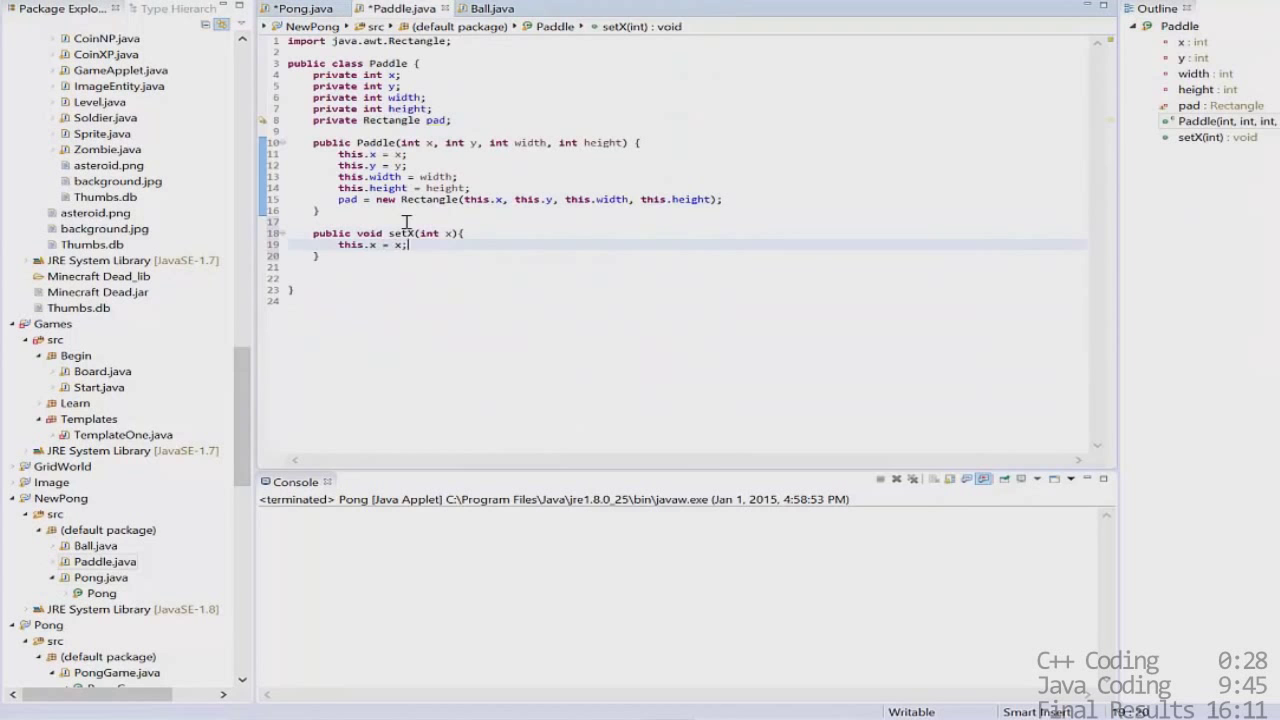 Package Explo...
Type Hierarch
CoinNP.java
CoinXP.java
GameApplet.java
ImageEntity.java
Level.java
Soldier.java
Sprite.java
Zombie.java
asteroid.png
background.jpg
Thumbs.db
asteroid.png
background.jpg
Thumbs.db
JRE System Library [JavaSE-1.7]
Minecraft Dead_lib
Minecraft Dead.jar
Thumbs.db
Games
src
Begin
Board.java
Start.java
Learn
Templates
TemplateOne.java
JRE System Library [JavaSE-1.7]
GridWorld
Image
NewPong
src
(default package)
Ball.java
Paddle.java
Pong.java
Pong
JRE System Library [JavaSE-1.8]
Pong
src
(default package)
PongGame.java
*Pong.java
*Paddle.java
Ball.java
NewPong src (default package) Paddle setX(int) : void
1 import java.awt.Rectangle;
2
3 public class Paddle {
4 private int x;
5 private int y;
6 private int width;
7 private int height;
8 private Rectangle pad;
9
10 public Paddle(int x, int y, int width, int height) {
11 this.x = x;
12 this.y = y;
13 this.width = width;
14 this.height = height;
15 pad = new Rectangle(this.x, this.y, this.width, this.height);
16 }
17
18 public void setX(int x){
19 this.x = x;
20 }
21
22
23 }
24
Console
<terminated> Pong [Java Applet] C:\Program Files\Java\jre1.8.0_25\bin\javaw.exe (Jan 1, 2015, 4:58:53 PM)
Outline
Paddle
x : int
y : int
width : int
height : int
pad : Rectangle
Paddle(int, int, int,
setX(int) : void
C++ Coding 0:28
Java Coding 9:45
Final Results 16:11
Writable
Smart Insert